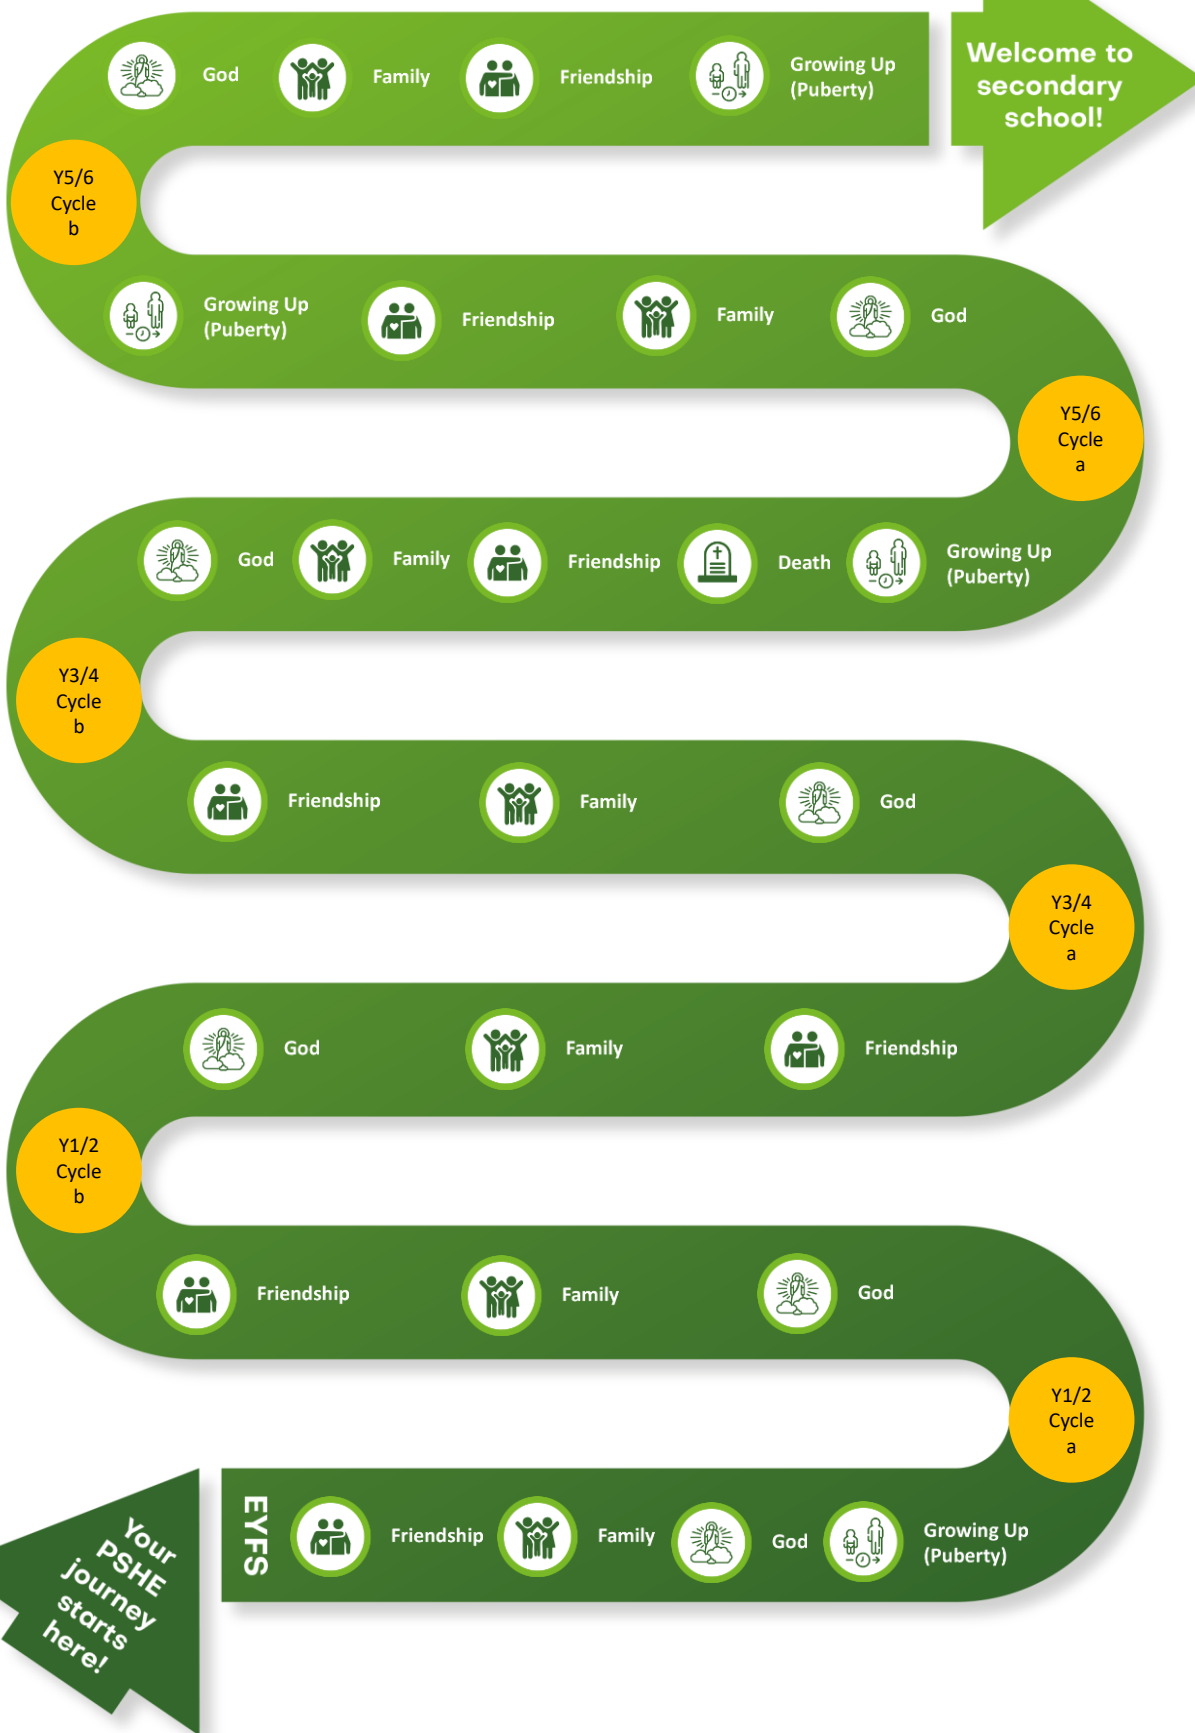 God
Family
Friendship
Growing Up
(Puberty)
Welcome to
secondary
school!
Y5/6
Cycle
b
Growing Up
(Puberty)
Friendship
Family
God
Y5/6
Cycle
a
God
Family
Friendship
Death
Growing Up
(Puberty)
Y3/4
Cycle
b
Friendship
Family
God
Y3/4
Cycle
a
God
Family
Friendship
Y1/2
Cycle
b
Friendship
Family
God
Y1/2
Cycle
a
EYFS
Friendship
Family
God
Growing Up
(Puberty)
Your
PSHE
journey
starts
here!